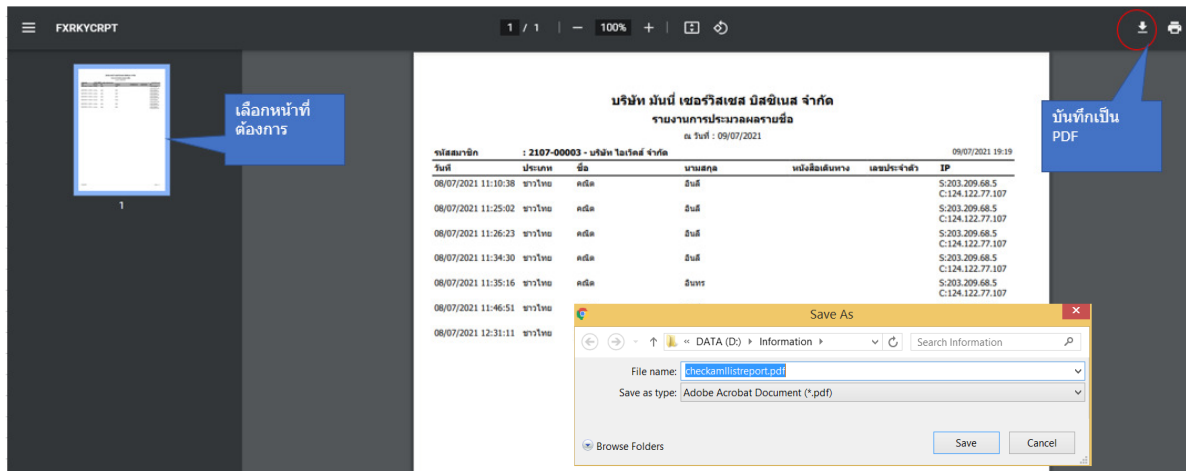 FXRKYCRPT
1 / 1 | − 100% +
เลือกหน้าที่
ต้องการ
1
บันทึกเป็น
PDF
บริษัท มันนี่ เซอร์วิสเซส บิสซิเนส จำกัด
รายงานการประมวลผลรายชื่อ
ณ วันที่ : 09/07/2021
รหัสสมาชิก : 2107-00003 - บริษัท ไอเวิคส์ จำกัด 09/07/2021 19:19
วันที่ ประเภท ชื่อ นามสกุล หนังสือเดินทาง เลขประจำตัว IP
08/07/2021 11:10:38 ชาวไทย คณิต อินดี S:203.209.68.5
C:124.122.77.107
08/07/2021 11:25:02 ชาวไทย คณิต อินดี S:203.209.68.5
C:124.122.77.107
08/07/2021 11:26:23 ชาวไทย คณิต อินดี S:203.209.68.5
C:124.122.77.107
08/07/2021 11:34:30 ชาวไทย คณิต อินดี S:203.209.68.5
C:124.122.77.107
08/07/2021 11:35:16 ชาวไทย คณิต อินทร S:203.209.68.5
C:124.122.77.107
08/07/2021 11:46:51 ชาวไทย
08/07/2021 12:31:11 ชาวไทย
Save As
« DATA (D:) Information Search Information
File name: checkamllistreport.pdf
Save as type: Adobe Acrobat Document (*.pdf)
Browse Folders Save Cancel